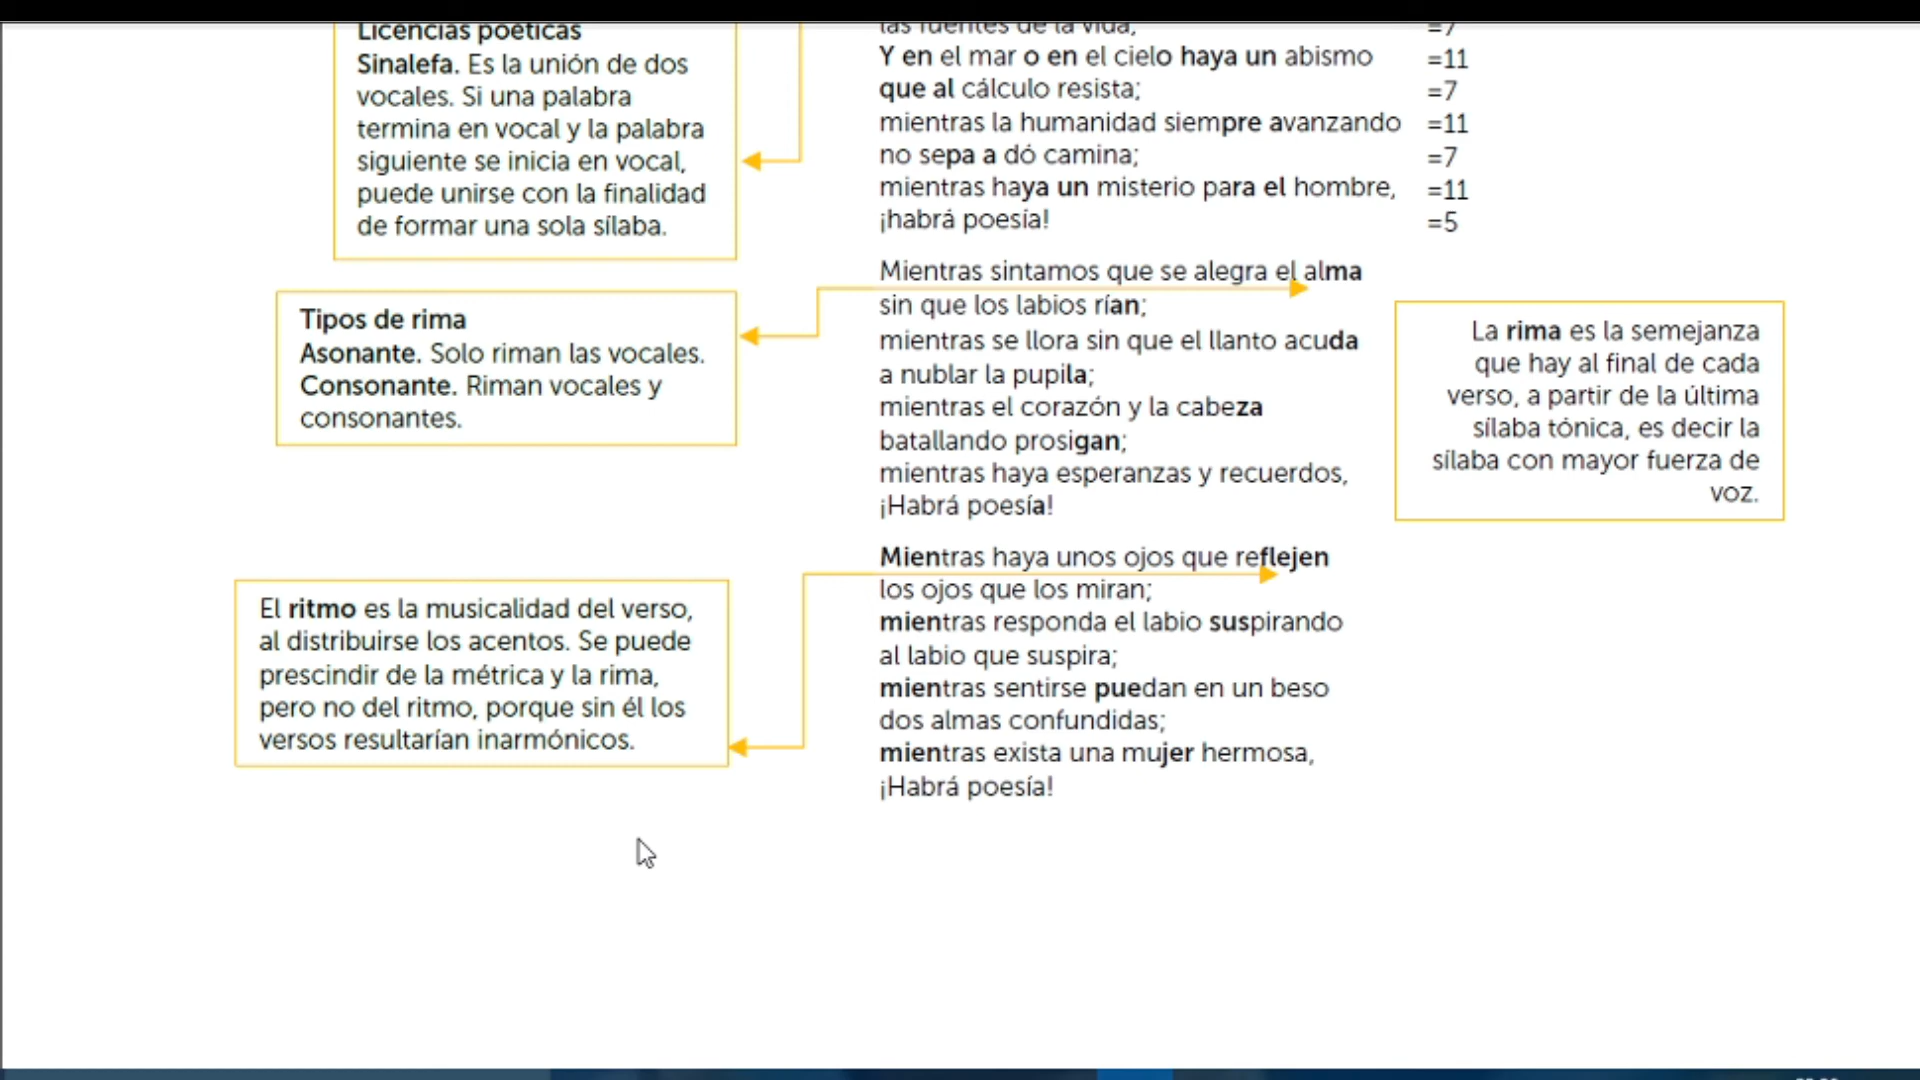 Licencias poéticas
Sinalefa. Es la unión de dos
vocales. Si una palabra
termina en vocal y la palabra
siguiente se inicia en vocal,
puede unirse con la finalidad
de formar una sola sílaba.
Tipos de rima
Asonante. Solo riman las vocales.
Consonante. Riman vocales y
consonantes.
El ritmo es la musicalidad del verso,
al distribuirse los acentos. Se puede
prescindir de la métrica y la rima,
pero no del ritmo, porque sin él los
versos resultarían inarmónicos.
las fuentes de la vida, =7
Y en el mar o en el cielo haya un abismo =11
que al cálculo resista; =7
mientras la humanidad siempre avanzando =11
no sepa a dó camina; =7
mientras haya un misterio para el hombre, =11
¡habrá poesía! =5
Mientras sintamos que se alegra el alma
sin que los labios rían;
mientras se llora sin que el llanto acuda
a nublar la pupila;
mientras el corazón y la cabeza
batallando prosigan;
mientras haya esperanzas y recuerdos,
¡Habrá poesía!
Mientras haya unos ojos que reflejen
los ojos que los miran;
mientras responda el labio suspirando
al labio que suspira;
mientras sentirse puedan en un beso
dos almas confundidas;
mientras exista una mujer hermosa,
¡Habrá poesía!
La rima es la semejanza
que hay al final de cada
verso, a partir de la última
sílaba tónica, es decir la
sílaba con mayor fuerza de
voz.